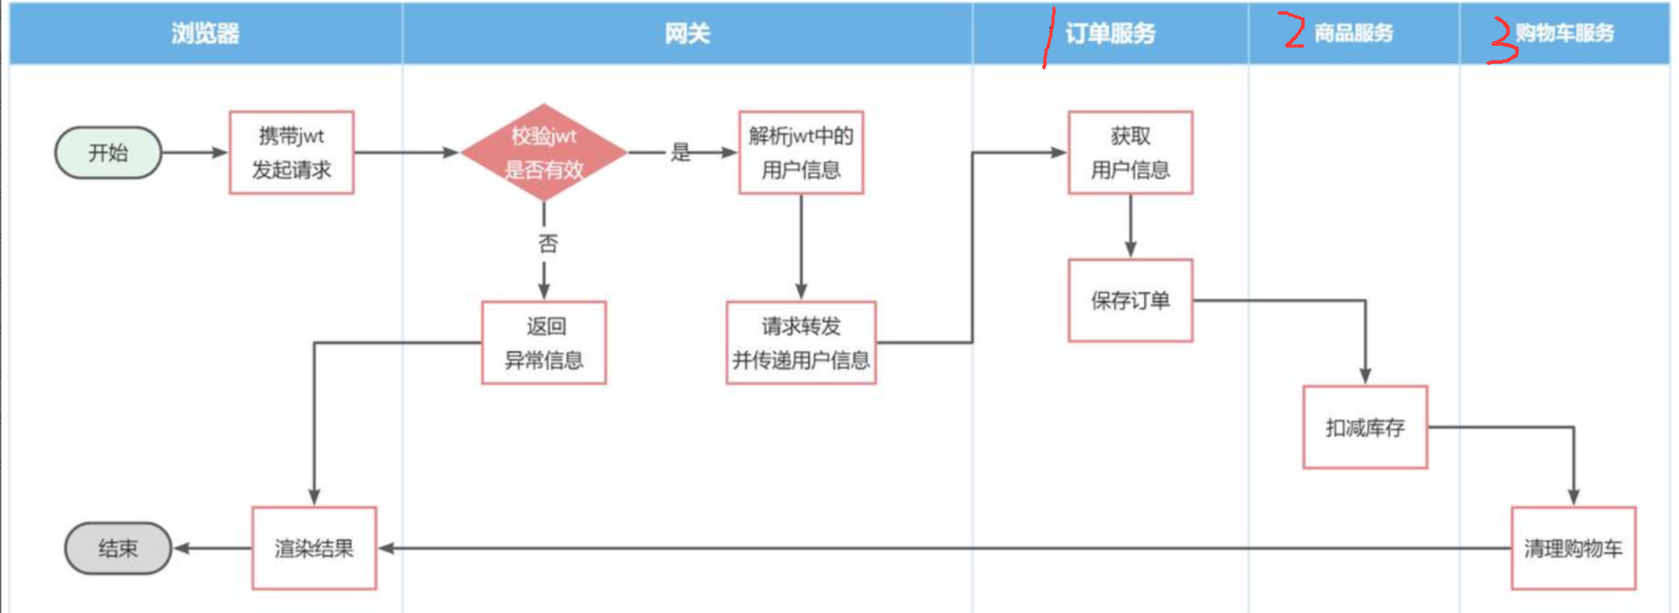 浏览器
网关
1 订单服务
2 商品服务
3 购物车服务
开始
携带jwt
发起请求
校验jwt
是否有效
是
解析jwt中的
用户信息
获取
用户信息
否
保存订单
返回
异常信息
请求转发
并传递用户信息
扣减库存
结束
渲染结果
清理购物车